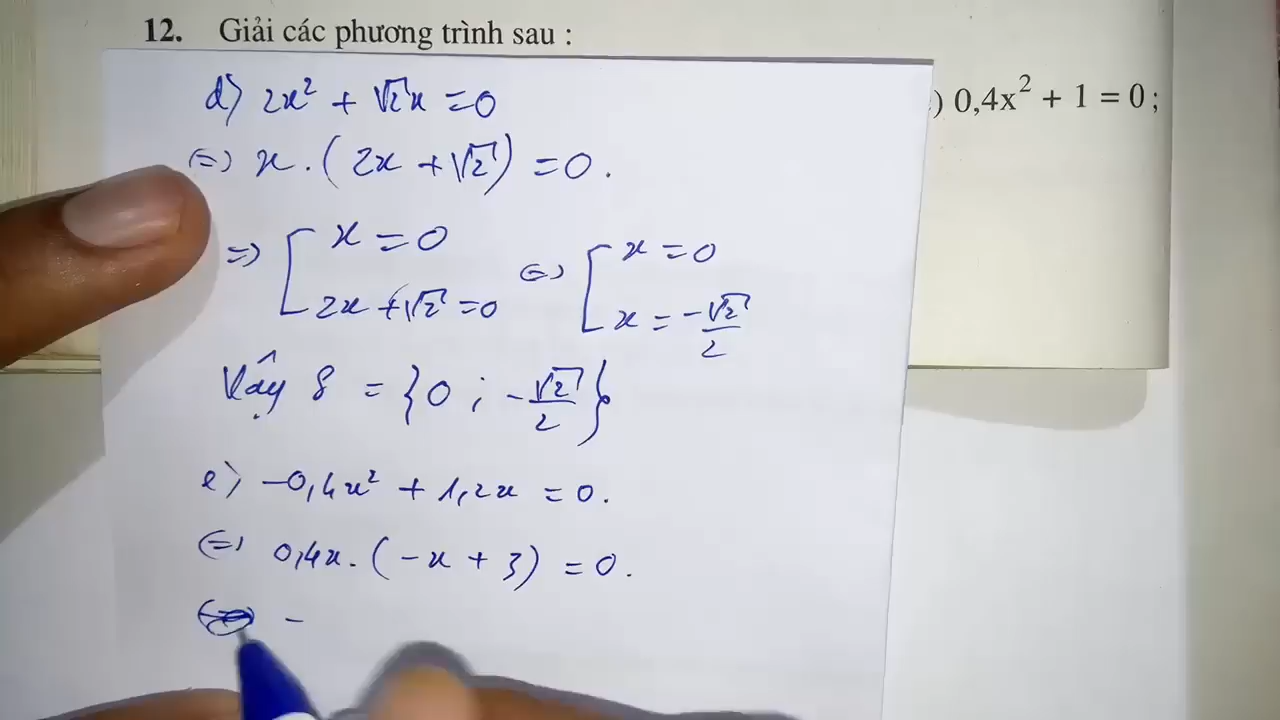 12. Giải các phương trình sau :
) 0,4x² + 1 = 0 ;
d) 2x² + √2x = 0
⇔ x . (2x + √2) = 0 .
⇒ [ x = 0 ⇔ [ x = 0
2x + √2 = 0 x = -√2/2
Vậy S = {0 ; -√2/2}
e) -0,4x² + 1,2x = 0 .
⇔ 0,4x . (-x + 3) = 0 .
-